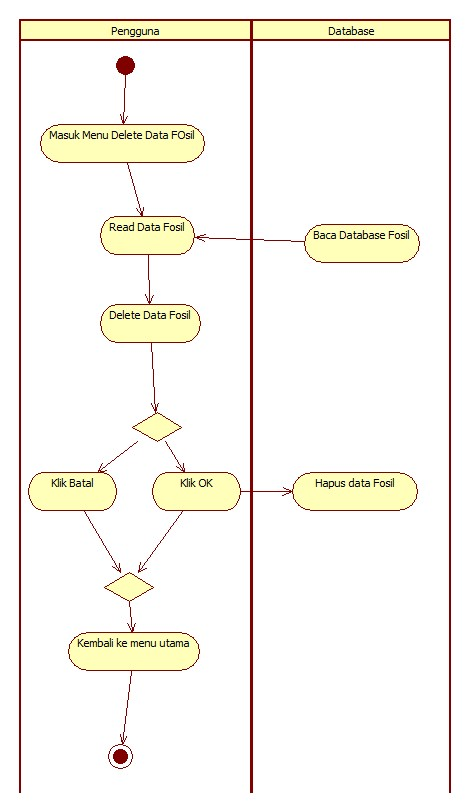 Pengguna
Database
Masuk Menu Delete Data FOsil
Read Data Fosil
Baca Database Fosil
Delete Data Fosil
Klik Batal
Klik OK
Hapus data Fosil
Kembali ke menu utama